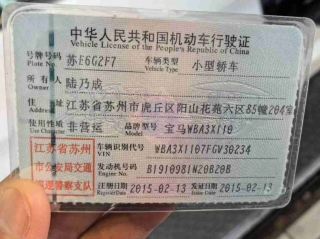 中华人民共和国机动车行驶证
Vehicle License of the People's Republic of China
号牌号码 苏E6G2F7 车辆类型 小型轿车
Plate No. Vehicle Type
所有人 陆乃成
Owner
住址 江苏省苏州市虎丘区阳山花苑六区85幢204室
Address
使用性质 非营运 品牌型号 宝马WBA3X110
Use Character Model
江苏省苏州市公安局交通巡逻警察支队
车辆识别代号 WBA3X1107FGV30234
VIN
发动机号码 B1910981W20B20B
Engine No.
注册日期 2015-02-13 发证日期 2015-02-13
Register Date Issue Date